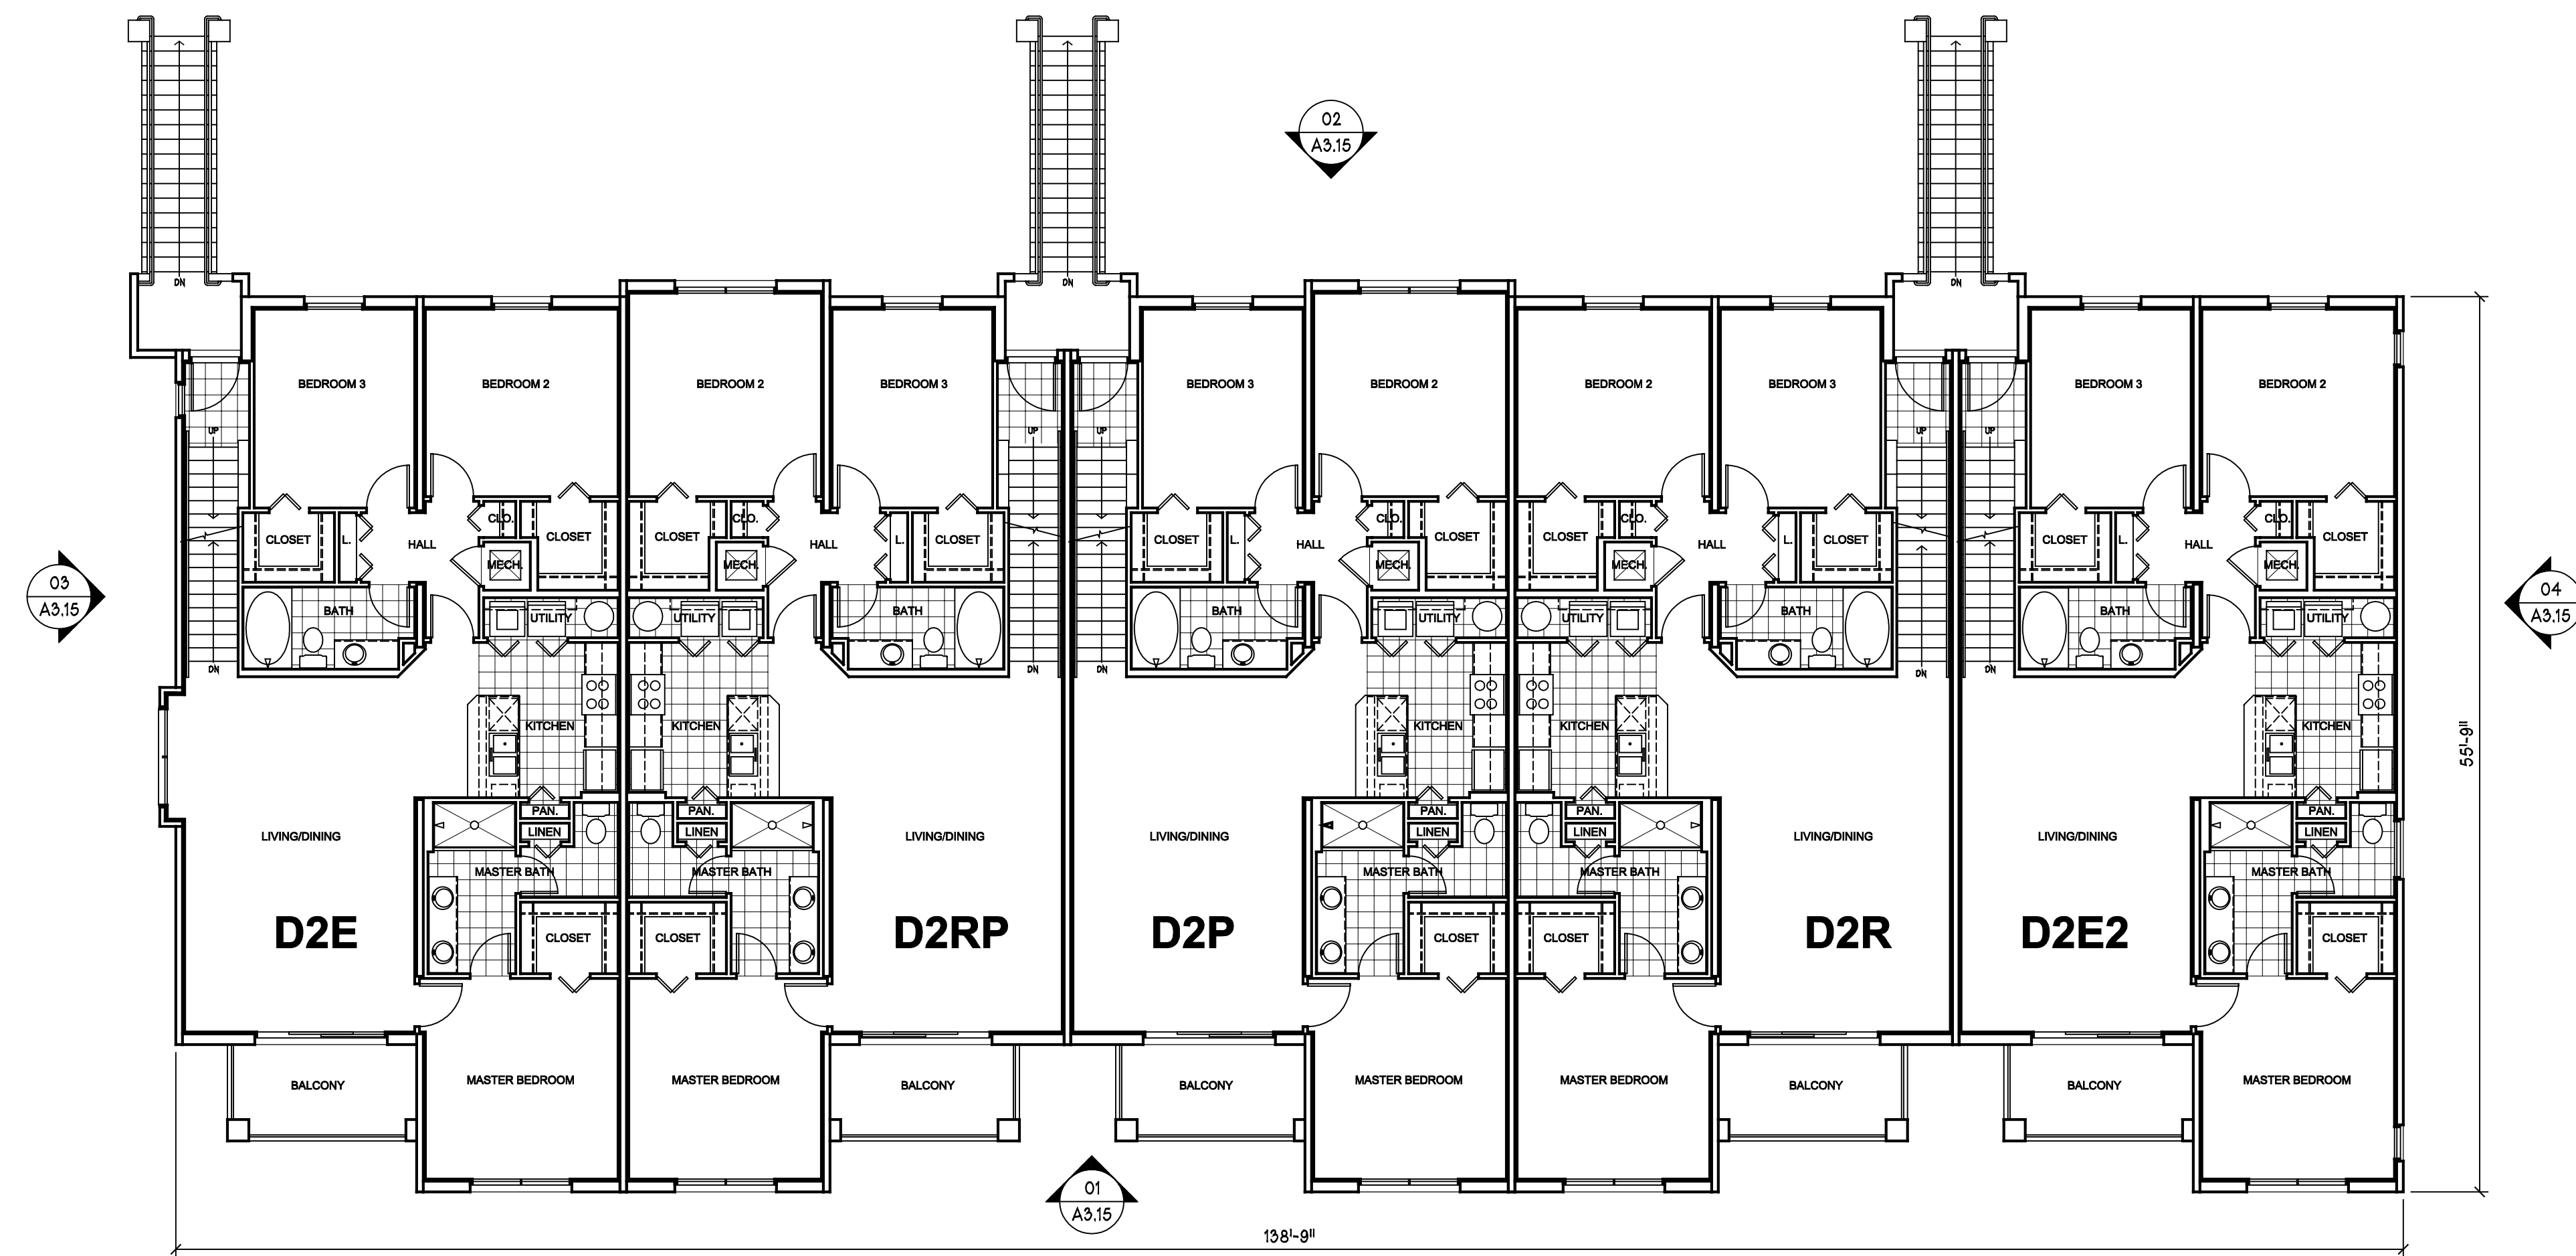 02
A3.15
DN
DN
DN
BEDROOM 3
BEDROOM 2
BEDROOM 2
BEDROOM 3
BEDROOM 3
BEDROOM 2
BEDROOM 2
BEDROOM 3
BEDROOM 3
BEDROOM 2
UP
UP
UP
UP
UP
CLO.
CLO.
CLO.
CLO.
CLO.
CLOSET
L.
HALL
CLOSET
CLOSET
HALL
L.
CLOSET
CLOSET
L.
HALL
CLOSET
CLOSET
HALL
L.
CLOSET
CLOSET
L.
HALL
CLOSET
MECH.
MECH.
MECH.
MECH.
MECH.
03
A3.15
04
A3.15
BATH
UTILITY
UTILITY
BATH
BATH
UTILITY
UTILITY
BATH
BATH
UTILITY
DN
DN
DN
DN
DN
KITCHEN
KITCHEN
KITCHEN
KITCHEN
KITCHEN
55'-9"
PAN.
PAN.
PAN.
PAN.
PAN.
LINEN
LINEN
LINEN
LINEN
LINEN
LIVING/DINING
LIVING/DINING
LIVING/DINING
LIVING/DINING
LIVING/DINING
MASTER BATH
MASTER BATH
MASTER BATH
MASTER BATH
MASTER BATH
D2E
D2RP
D2P
D2R
D2E2
CLOSET
CLOSET
CLOSET
CLOSET
CLOSET
BALCONY
MASTER BEDROOM
MASTER BEDROOM
BALCONY
BALCONY
MASTER BEDROOM
MASTER BEDROOM
BALCONY
BALCONY
MASTER BEDROOM
01
A3.15
138'-9"